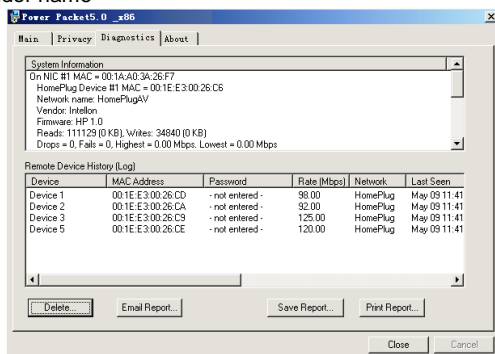 Power Packet5.0 _x86
Main Privacy Diagnostics About
System Information
On NIC #1 MAC = 00:1A:A0:3A:26:F7
HomePlug Device #1 MAC = 00:1E:E3:00:26:C6
Network name: HomePlugAV
Vendor: Intellon
Firmware: HP 1.0
Reads: 111129 (0 KB), Writes: 34840 (0 KB)
Drops = 0, Fails = 0, Highest = 0.00 Mbps. Lowest = 0.00 Mbps
Remote Device History (Log)
Device MAC Address Password Rate (Mbps) Network Last Seen
Device 1 00:1E:E3:00:26:CD - not entered - 98.00 HomePlug May 09 11:41
Device 2 00:1E:E3:00:26:CA - not entered - 92.00 HomePlug May 09 11:41
Device 3 00:1E:E3:00:26:C9 - not entered - 125.00 HomePlug May 09 11:41
Device 5 00:1E:E3:00:26:CE - not entered - 120.00 HomePlug May 09 11:41
Delete... Email Report... Save Report... Print Report...
Close Cancel